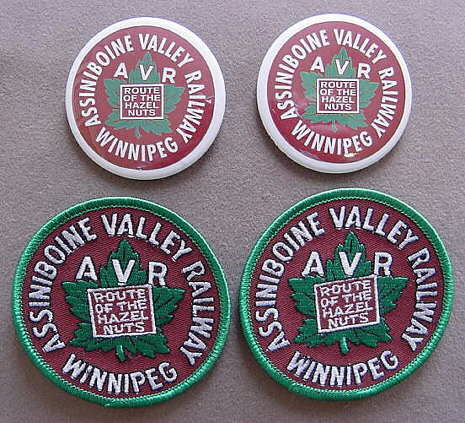 ASSINIBOINE VALLEY RAILWAY
AVR
ROUTE
OF THE
HAZEL
NUTS
WINNIPEG
ASSINIBOINE VALLEY RAILWAY
AVR
ROUTE
OF THE
HAZEL
NUTS
WINNIPEG
ASSINIBOINE VALLEY RAILWAY
AVR
ROUTE
OF THE
HAZEL
NUTS
WINNIPEG
ASSINIBOINE VALLEY RAILWAY
AVR
ROUTE
OF THE
HAZEL
NUTS
WINNIPEG